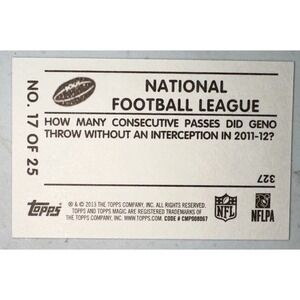 NATIONAL
FOOTBALL LEAGUE
NO. 17 OF 25
HOW MANY CONSECUTIVE PASSES DID GENO
THROW WITHOUT AN INTERCEPTION IN 2011-12?
327
Topps
® & © 2013 THE TOPPS COMPANY, INC. ALL RIGHTS RESERVED.
TOPPS AND TOPPS MAGIC ARE REGISTERED TRADEMARKS OF
THE TOPPS COMPANY, INC. www.topps.com CODE # CMP008067
NFL
NFLPA